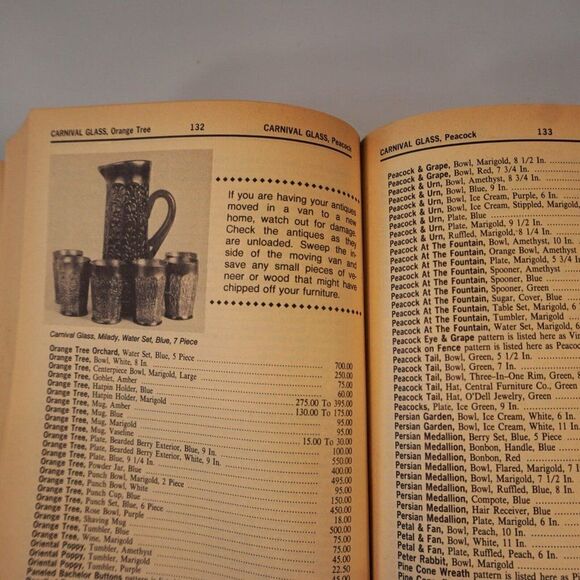 CARNIVAL GLASS, Orange Tree 132 CARNIVAL GLASS, Peacock
If you are having your antiques
moved in a van to a new
home, watch out for damage.
Check the antiques as they
are unloaded. Sweep the in-
side of the moving van and
save any small pieces of ve-
neer or wood that might have
chipped off your furniture.
Carnival Glass, Milady, Water Set, Blue, 7 Piece
Orange Tree Orchard, Water Set, Blue, 5 Piece
Orange Tree, Bowl, White, 8 In. 700.00
Orange Tree, Centerpiece Bowl, Marigold, Large 250.00
Orange Tree, Goblet, Amber 75.00
Orange Tree, Hatpin Holder, Blue 60.00
Orange Tree, Hatpin Holder, Marigold 275.00 To 395.00
Orange Tree, Mug, Amber 130.00 To 175.00
Orange Tree, Mug, Blue 95.00
Orange Tree, Mug, Marigold 95.00
Orange Tree, Mug, Vaseline 15.00 To 30.00
Orange Tree, Plate, Bearded Berry Exterior, Blue, 9 In. 100.00
Orange Tree, Plate, Bearded Berry Exterior, White, 9 In. 550.00
Orange Tree, Plate, Blue, 9 1/4 In. 400.00
Orange Tree, Powder Jar, Blue 495.00
Orange Tree, Punch Bowl, Marigold, 2 Piece 95.00
Orange Tree, Punch Cup, Blue 150.00
Orange Tree, Punch Set, Blue, 6 Piece 450.00
Orange Tree, Rose Bowl, Purple 18.00
Orange Tree, Shaving Mug 500.00
Orange Tree, Tumbler, Blue 75.00
Orange Tree, Wine, Marigold 45.00
Oriental Poppy, Tumbler, Amethyst 22.50
Oriental Poppy, Tumbler, Marigold 45.00
Oriental Poppy, Tumbler, Purple
Paneled Bachelor Buttons pattern is
CARNIVAL GLASS, Peacock 133
Peacock & Grape, Bowl, Marigold, 8 1/2 In.
Peacock & Grape, Bowl, Red, 7 3/4 In.
Peacock & Urn, Bowl, Amethyst, 8 3/4 In.
Peacock & Urn, Bowl, Blue, 9 In.
Peacock & Urn, Bowl, Ice Cream, Purple, 6 In.
Peacock & Urn, Bowl, Ice Cream, Stippled, Marigold,
Peacock & Urn, Plate, Blue
Peacock & Urn, Plate, Marigold, 9 1/2 In.
Peacock & Urn, Ruffled, Marigold, 8 In.
Peacock At The Fountain, Bowl, Amethyst, 10 In.
Peacock At The Fountain, Orange Bowl, Amethyst
Peacock At The Fountain, Plate, Marigold, 5 3/4
Peacock At The Fountain, Spooner, Amethyst
Peacock At The Fountain, Spooner, Blue
Peacock At The Fountain, Spooner, Green
Peacock At The Fountain, Sugar, Cover, Blue
Peacock At The Fountain, Table Set, Marigold, 6
Peacock At The Fountain, Tumbler, Marigold
Peacock At The Fountain, Water Set, Marigold, 6
Peacock Eye & Grape pattern is listed here as Vin
Peacock on Fence pattern is listed here as Peacoc
Peacock Tail, Bowl, Green, 5 1/2 In.
Peacock Tail, Bowl, Green, 7 In.
Peacock Tail, Bowl, Three-In-One Rim, Green, 8
Peacock Tail, Hat, Central Furniture Co., Green
Peacock Tail, Hat, O'Dell Jewelry, Green
Peacocks, Plate, Ice Green, 9 In.
Persian Garden, Bowl, Ice Cream, White, 6 In.
Persian Garden, Bowl, Ice Cream, White, 11 In.
Persian Medallion, Berry Set, Blue, 5 Piece
Persian Medallion, Bonbon, Handle, Blue
Persian Medallion, Bonbon, Red
Persian Medallion, Bowl, Flared, Marigold, 7 In.
Persian Medallion, Bowl, Marigold, 7 1/2 In.
Persian Medallion, Bowl, Ruffled, Blue, 8 In.
Persian Medallion, Compote, Blue
Persian Medallion, Hair Receiver, Blue
Persian Medallion, Plate, Marigold, 6 In.
Petal & Fan, Bowl, Peach, 10 In.
Petal & Fan, Bowl, White, 11 In.
Petal & Fan, Plate, Ruffled, Peach, 6 In.
Peter Rabbit, Bowl, Marigold
Pine Cone Wreath pattern is listed
Pine Cone, Bowl